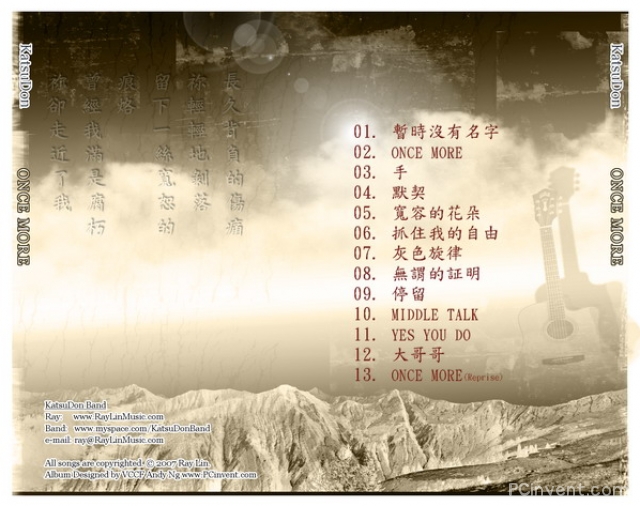 KatsuDon
ONCE MORE
長久背負的傷痛
祢輕輕地剝落
留下一絲寬恕的
痕烙
曾經我滿是腐朽
祢卻走近了我
01. 暫時沒有名字
02. ONCE MORE
03. 手
04. 默契
05. 寬容的花朵
06. 抓住我的自由
07. 灰色旋律
08. 無謂的証明
09. 停留
10. MIDDLE TALK
11. YES YOU DO
12. 大哥哥
13. ONCE MORE(Reprise)
KatsuDon Band
Ray: www.RayLinMusic.com
Band: www.myspace.com/KatsuDonBand
e-mail: ray@RayLinMusic.com
All songs are copyrighted. © 2007 Ray Lin
Album Designed by VCCF Andy Ng www.PCinvent.com
KatsuDon
ONCE MORE
PCinvent.com